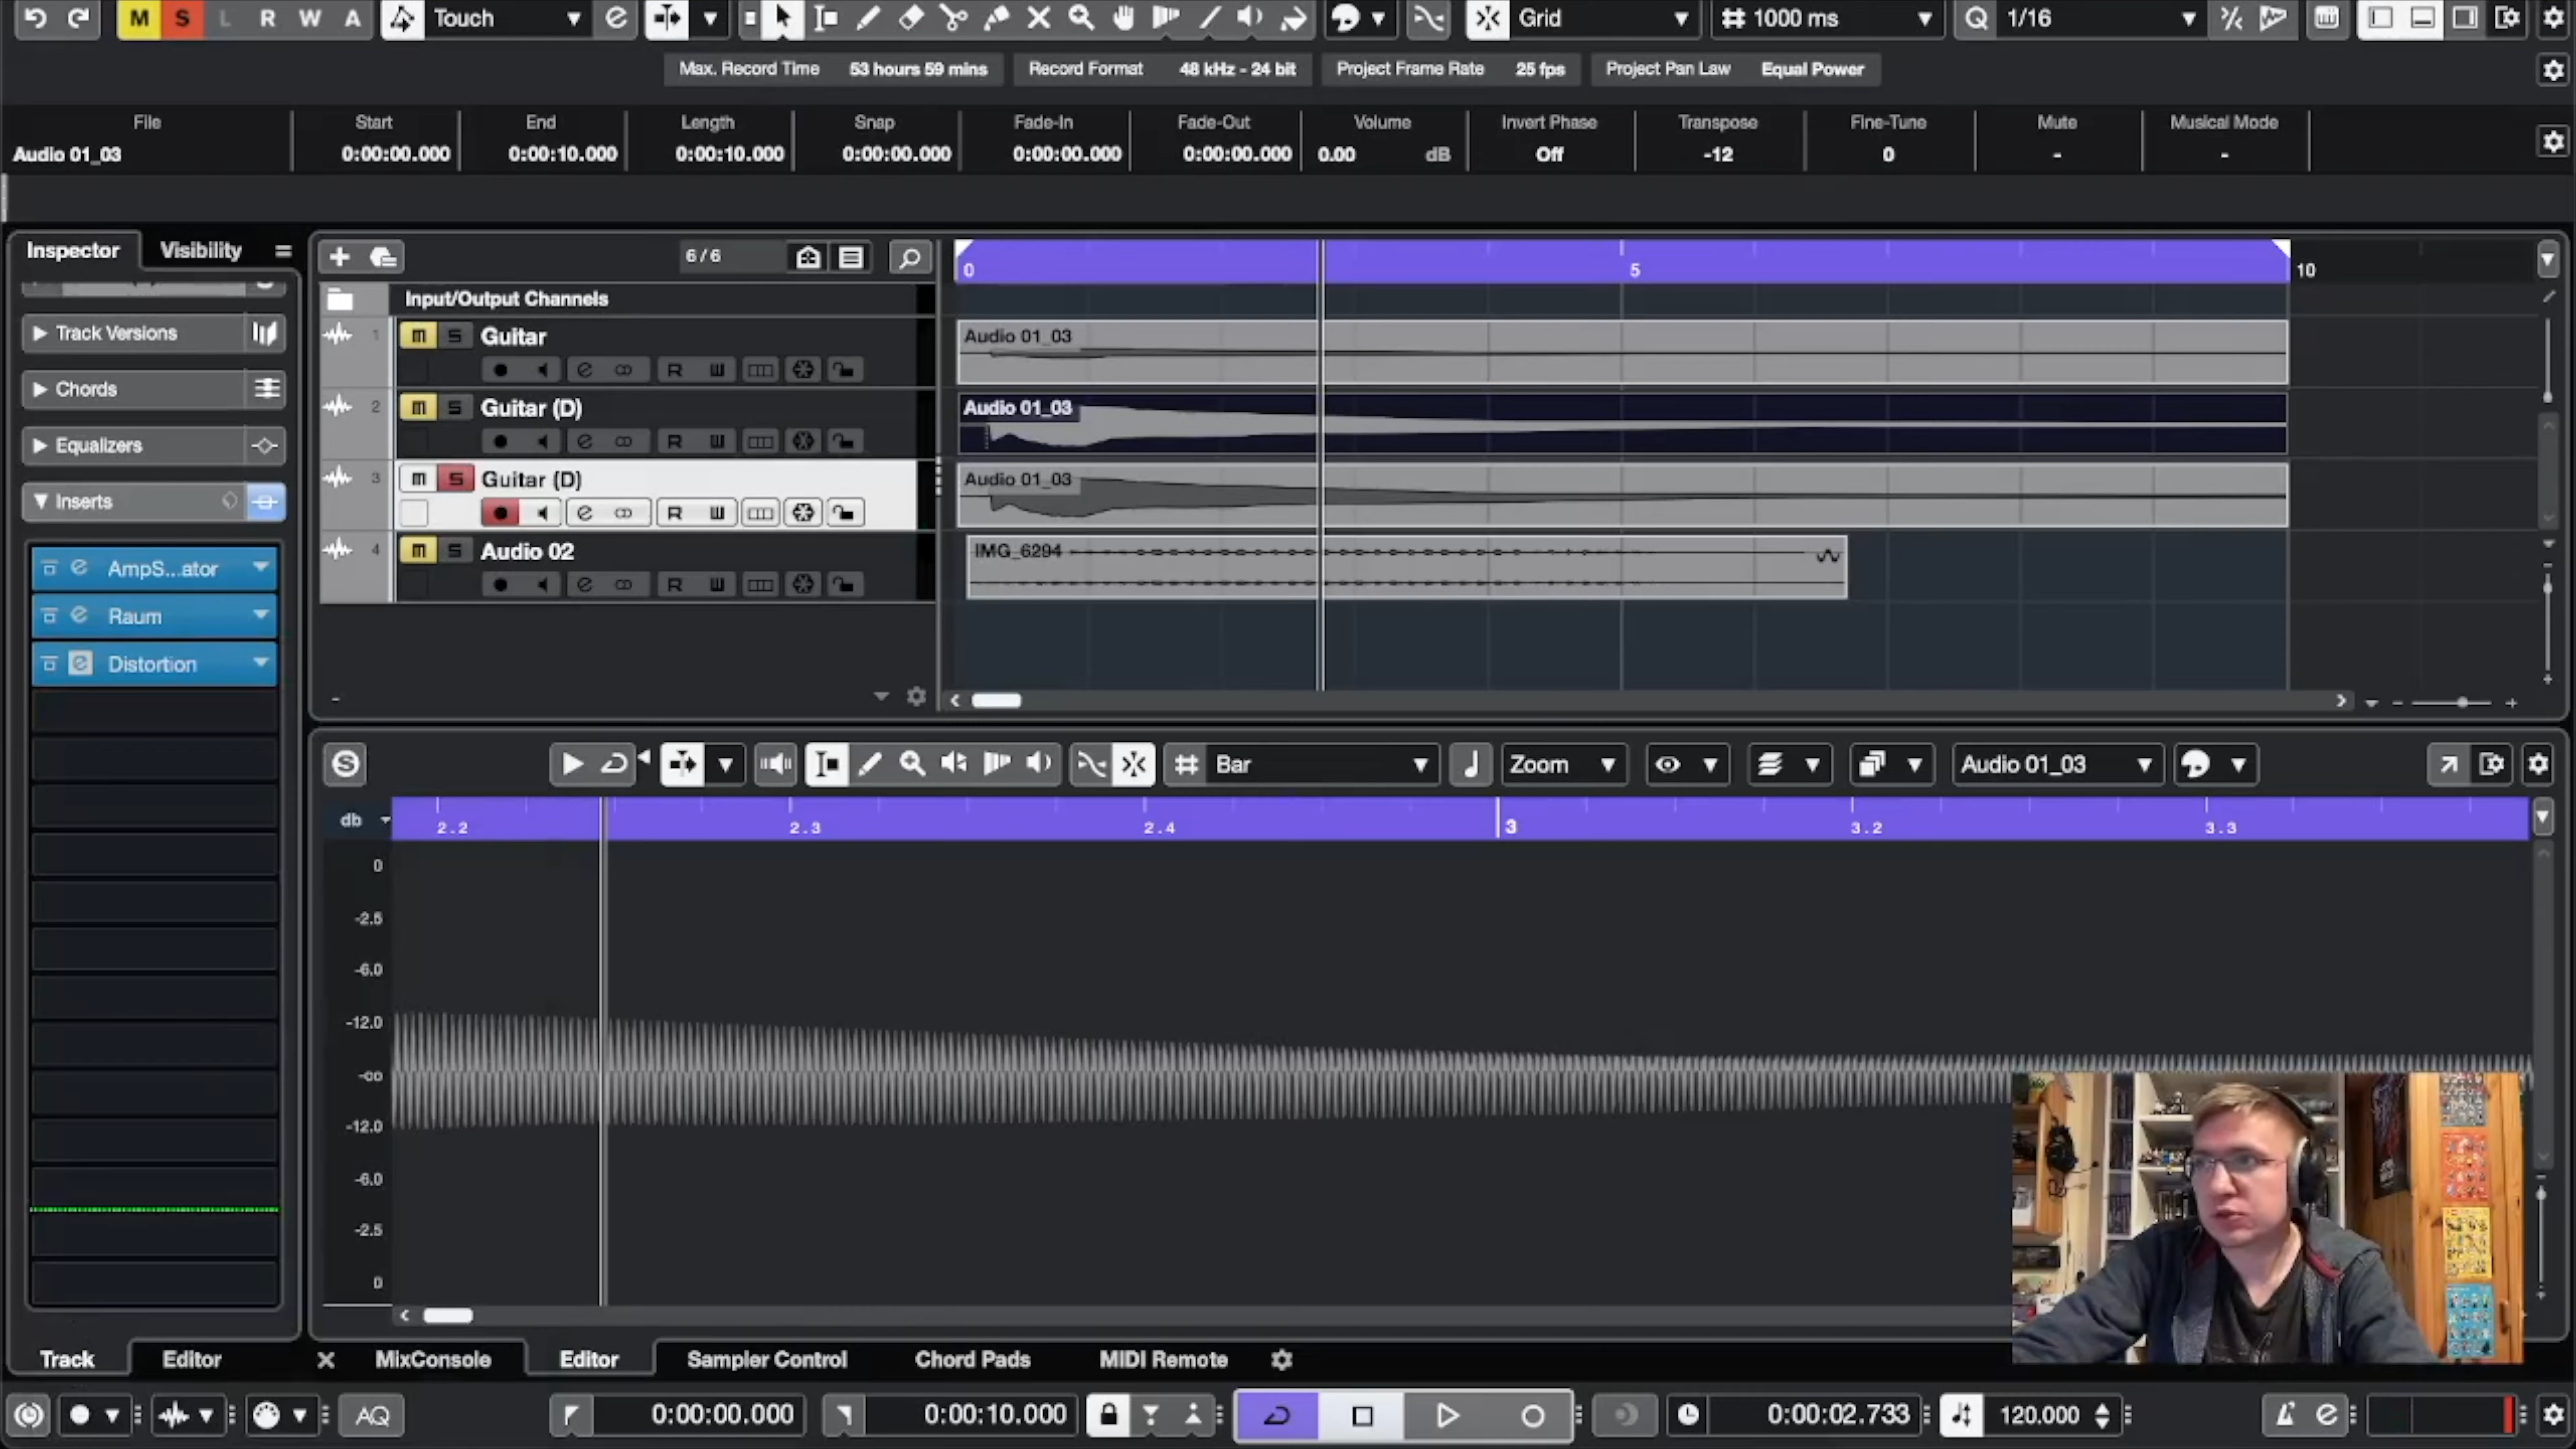 M S L R W A Touch Grid 1000 ms Q 1/16
Max. Record Time 53 hours 59 mins Record Format 48 kHz - 24 bit Project Frame Rate 25 fps Project Pan Law Equal Power
File Start End Length Snap Fade-In Fade-Out Volume Invert Phase Transpose Fine-Tune Mute Musical Mode
Audio 01_03 0:00:00.000 0:00:10.000 0:00:10.000 0:00:00.000 0:00:00.000 0:00:00.000 0.00 dB Off -12 0 - -
Inspector Visibility
6 / 6
0 5 10
Input/Output Channels
Track Versions
Chords
Equalizers
Inserts
AmpS...ator
Raum
Distortion
1 m S Guitar
R
Audio 01_03
2 m S Guitar (D)
R
Audio 01_03
3 m S Guitar (D)
R
Audio 01_03
4 m S Audio 02
R
IMG_6294
S Bar Zoom Audio 01_03
db 2.2 2.3 2.4 3 3.2 3.3
0
-2.5
-6.0
-12.0
-∞
-12.0
-6.0
-2.5
0
Track Editor MixConsole Editor Sampler Control Chord Pads MIDI Remote
AQ 0:00:00.000 0:00:10.000 0:00:02.733 120.000